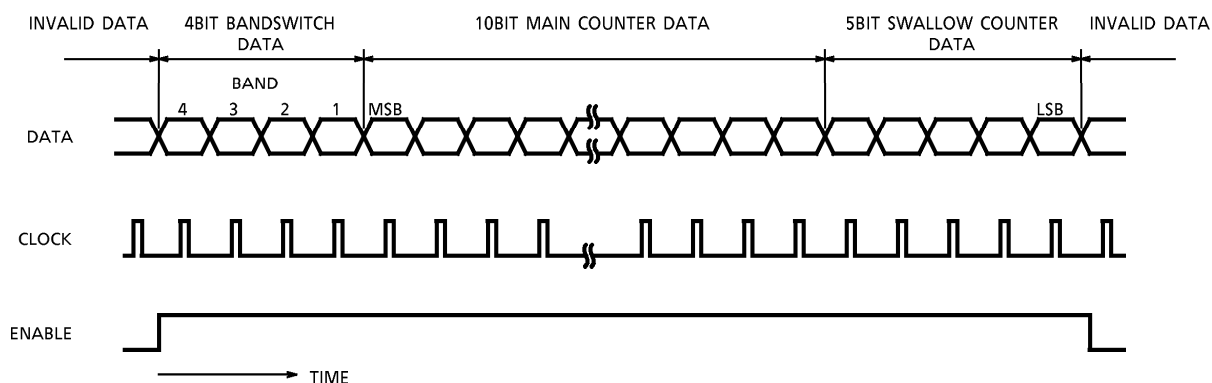 INVALID DATA
4BIT BANDSWITCH
DATA
10BIT MAIN COUNTER DATA
5BIT SWALLOW COUNTER
DATA
INVALID DATA
BAND
4 3 2 1 MSB LSB
DATA
CLOCK
ENABLE
TIME